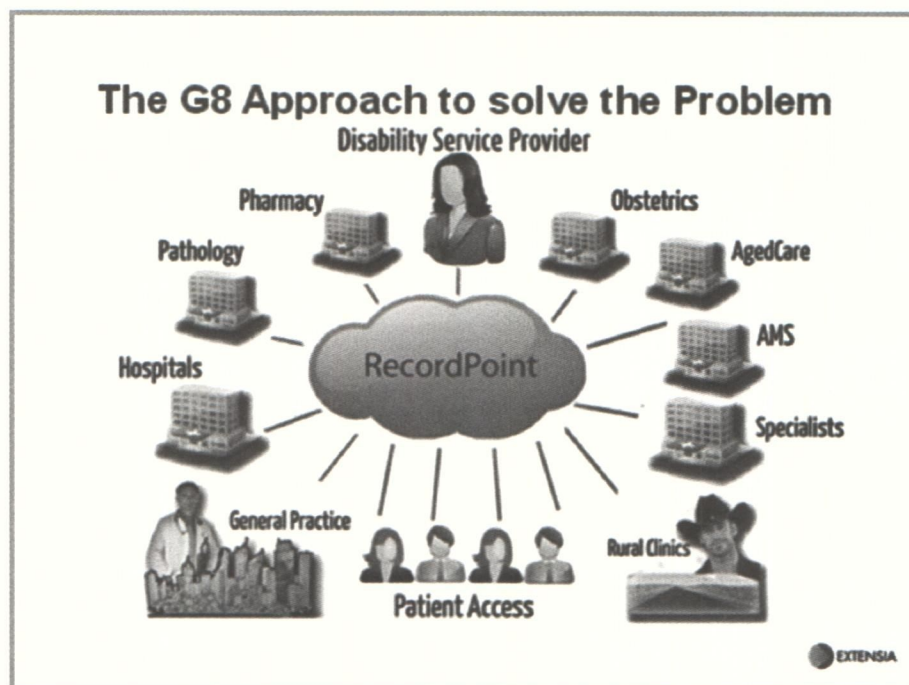 The G8 Approach to solve the Problem
Disability Service Provider
Pharmacy
Obstetrics
Pathology
AgedCare
RecordPoint
AMS
Hospitals
Specialists
General Practice
Rural Clinics
Patient Access
EXTENSIA